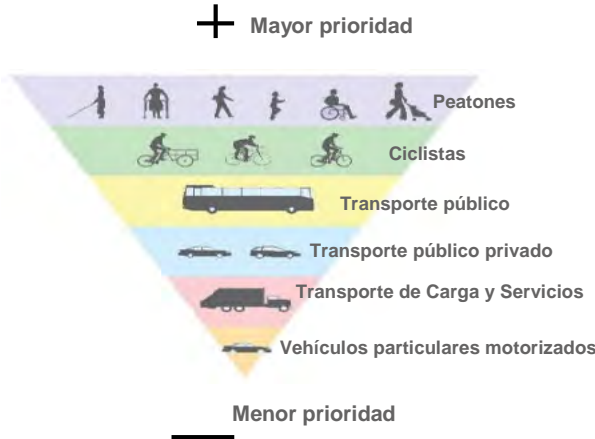 + Mayor prioridad
Peatones
Ciclistas
Transporte público
Transporte público privado
Transporte de Carga y Servicios
Vehículos particulares motorizados
Menor prioridad